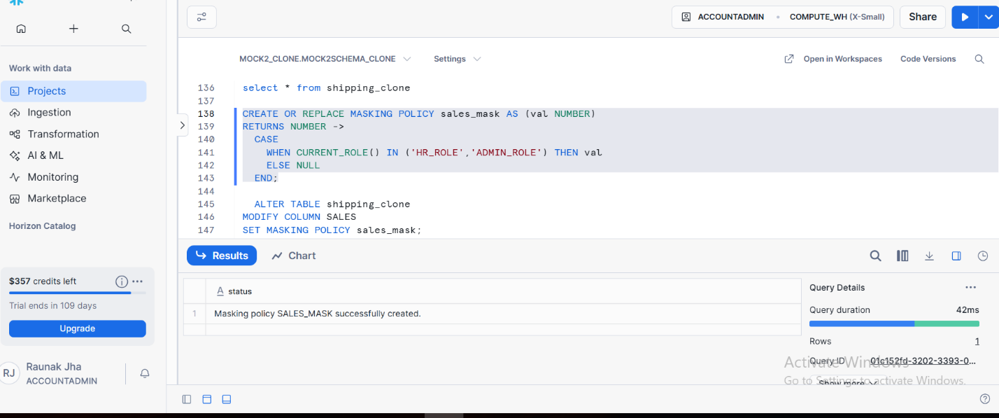 ACCOUNTADMIN
COMPUTE_WH (X-Small)
Share
Work with data
Projects
Ingestion
Transformation
AI & ML
Monitoring
Marketplace
Horizon Catalog
$357 credits left
Trial ends in 109 days
Upgrade
RJ
Raunak Jha
ACCOUNTADMIN
MOCK2_CLONE.MOCK2SCHEMA_CLONE
Settings
Open in Workspaces
Code Versions
136 select * from shipping_clone
137
138 CREATE OR REPLACE MASKING POLICY sales_mask AS (val NUMBER)
139 RETURNS NUMBER ->
140 CASE
141 WHEN CURRENT_ROLE() IN ('HR_ROLE','ADMIN_ROLE') THEN val
142 ELSE NULL
143 END;
144
145 ALTER TABLE shipping_clone
146 MODIFY COLUMN SALES
147 SET MASKING POLICY sales_mask;
Results
Chart
A status
1 Masking policy SALES_MASK successfully created.
Query Details
Query duration 42ms
Rows 1
Query ID 01c152fd-3202-3393-0...
Show more
Activate Windows
Go to Settings to activate Windows.